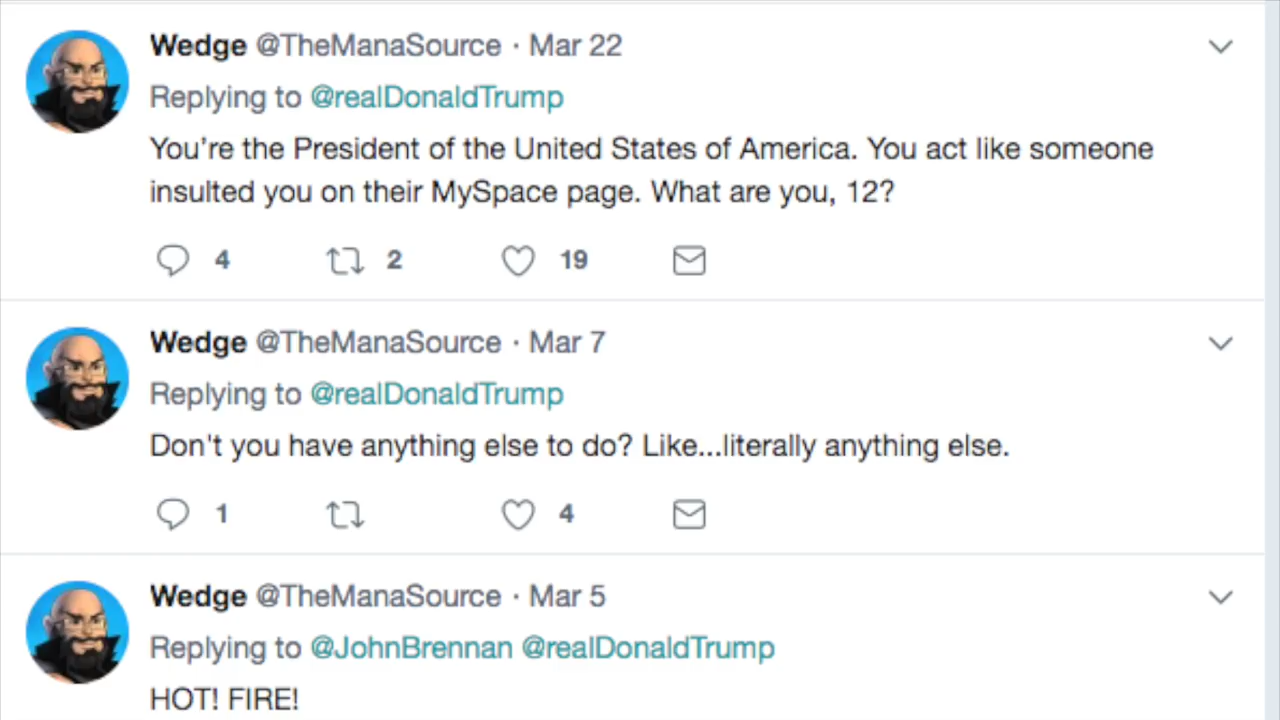 Wedge @TheManaSource · Mar 22
Replying to @realDonaldTrump
You’re the President of the United States of America. You act like someone
insulted you on their MySpace page. What are you, 12?
4 2 19
Wedge @TheManaSource · Mar 7
Replying to @realDonaldTrump
Don't you have anything else to do? Like...literally anything else.
1 4
Wedge @TheManaSource · Mar 5
Replying to @JohnBrennan @realDonaldTrump
HOT! FIRE!